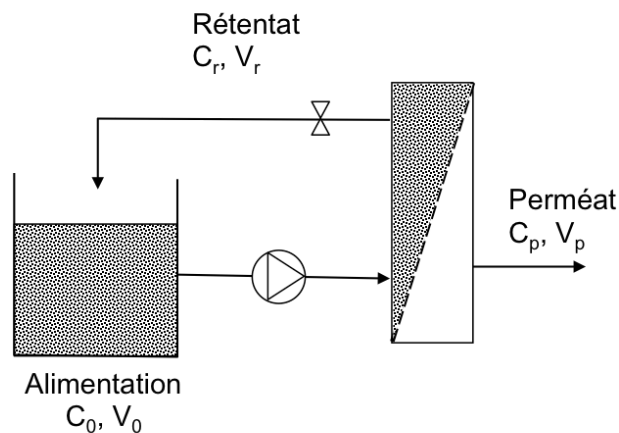 Rétentat
Cr, Vr
Perméat
Cp, Vp
Alimentation
C0, V0